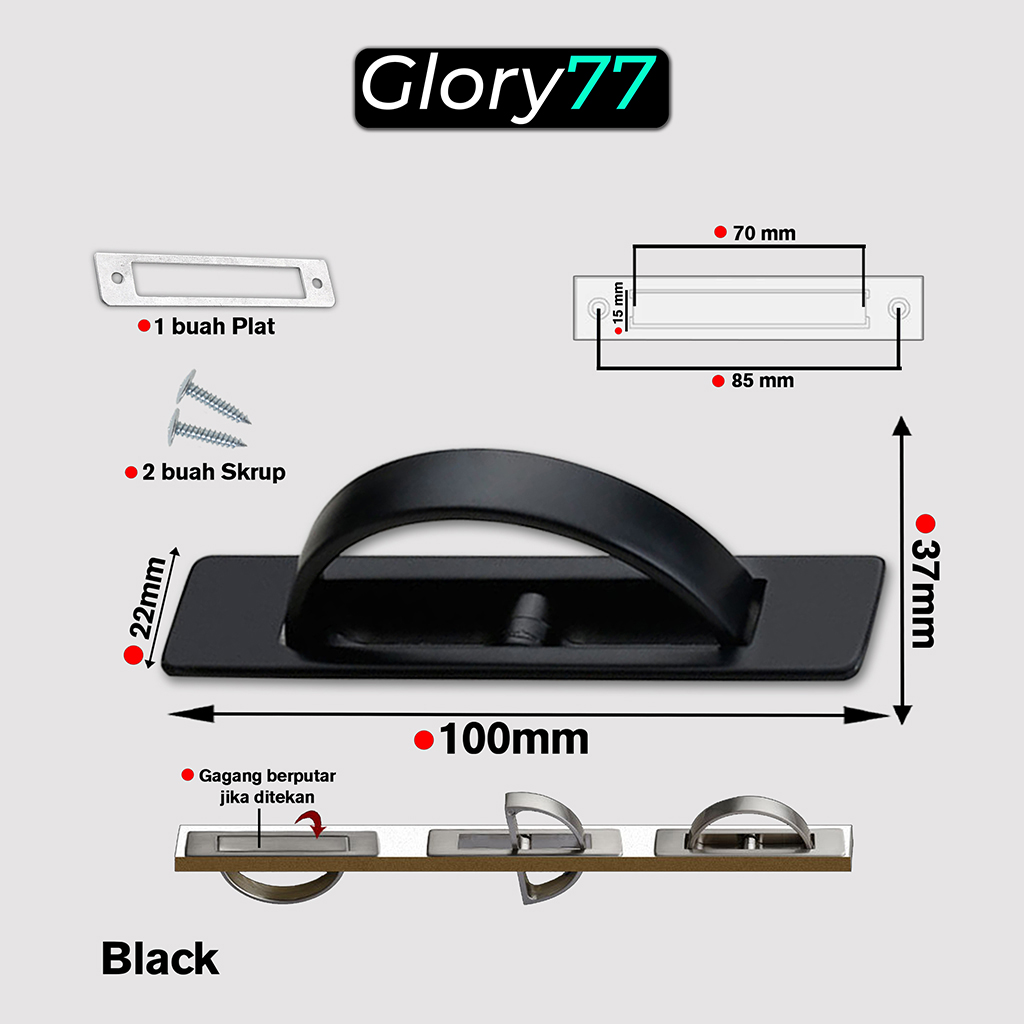 Glory77
70 mm
15 mm
85 mm
1 buah Plat
2 buah Skrup
22mm
37mm
100mm
Gagang berputar
jika ditekan
Black